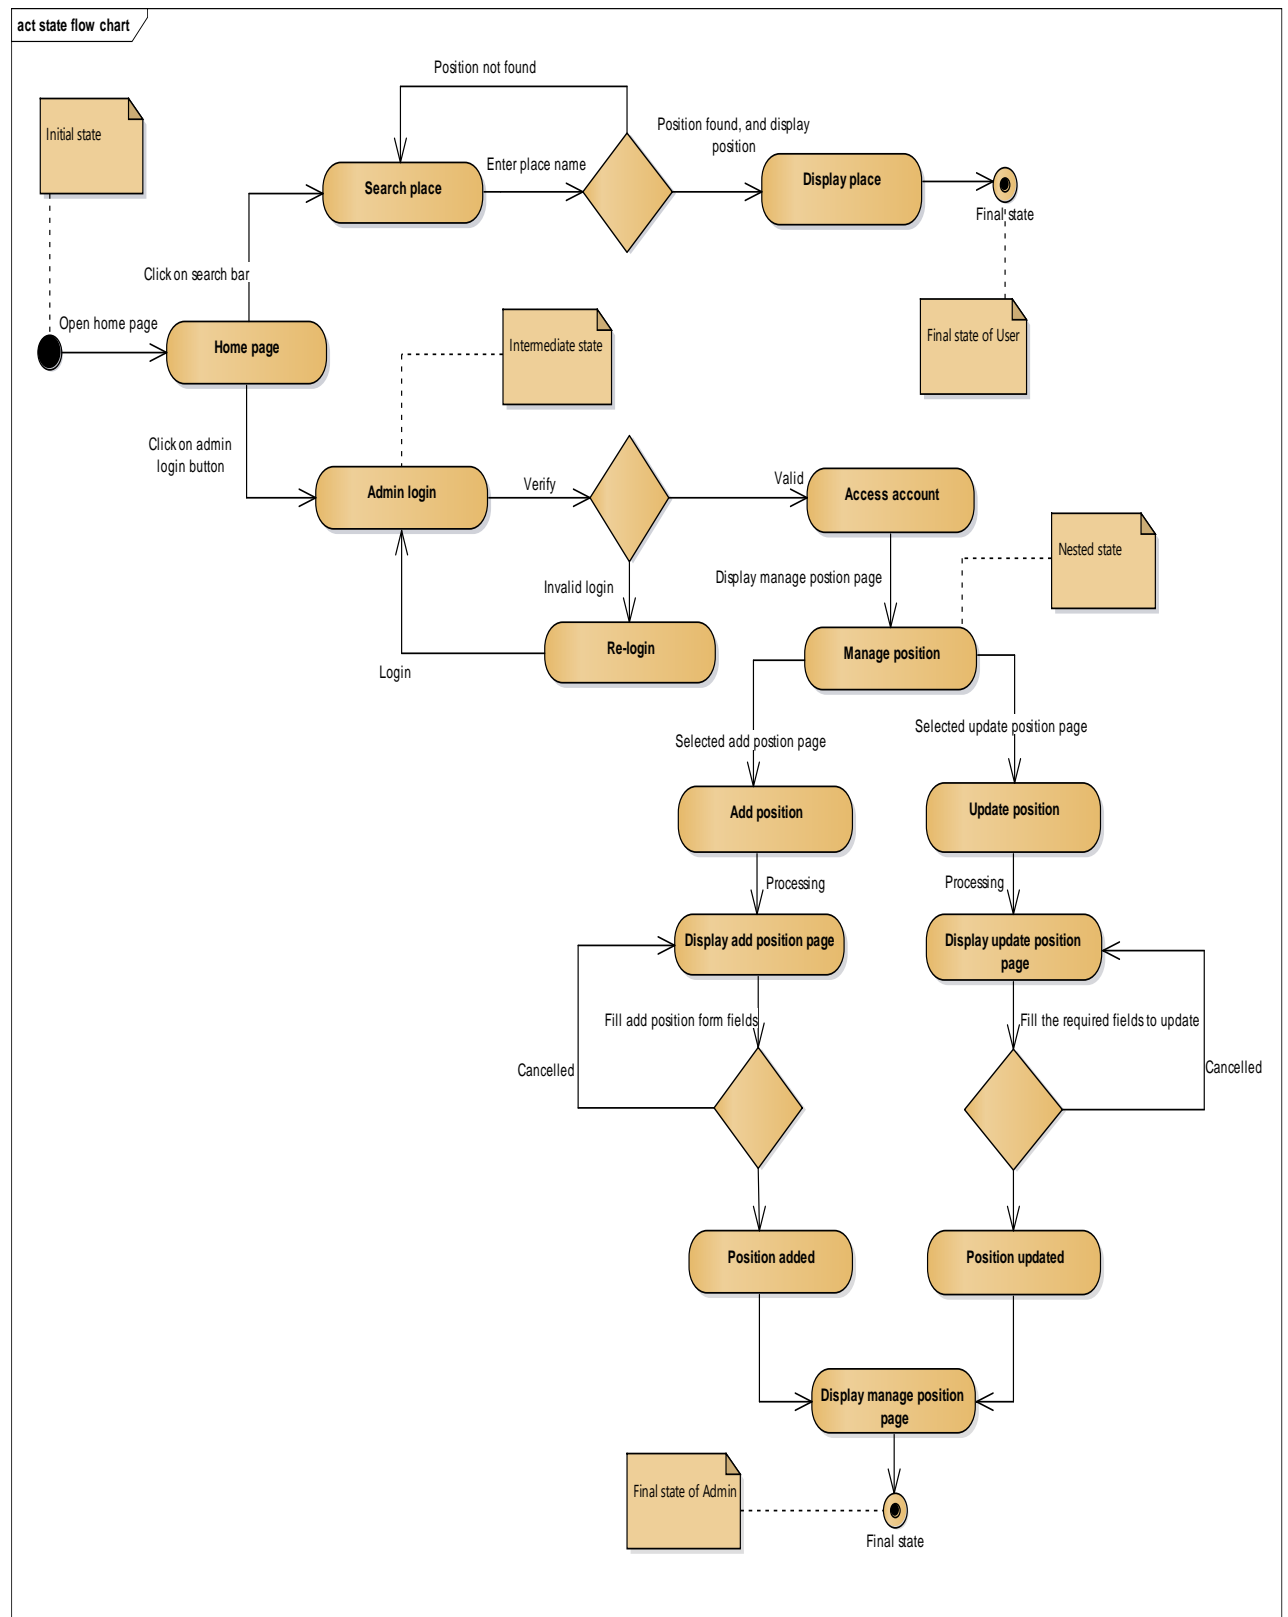 act state flow chart
Position not found
Initial state
Position found, and display
position
Enter place name
Search place
Display place
Final state
Click on search bar
Open home page
Home page
Intermediate state
Final state of User
Click on admin
login button
Admin login
Verify
Valid
Access account
Nested state
Display manage postion page
Invalid login
Re-login
Login
Manage position
Selected add postion page
Selected update position page
Add position
Update position
Processing
Processing
Display add position page
Display update position
page
Fill add position form fields
Fill the required fields to update
Cancelled
Cancelled
Position added
Position updated
Display manage position
page
Final state of Admin
Final state